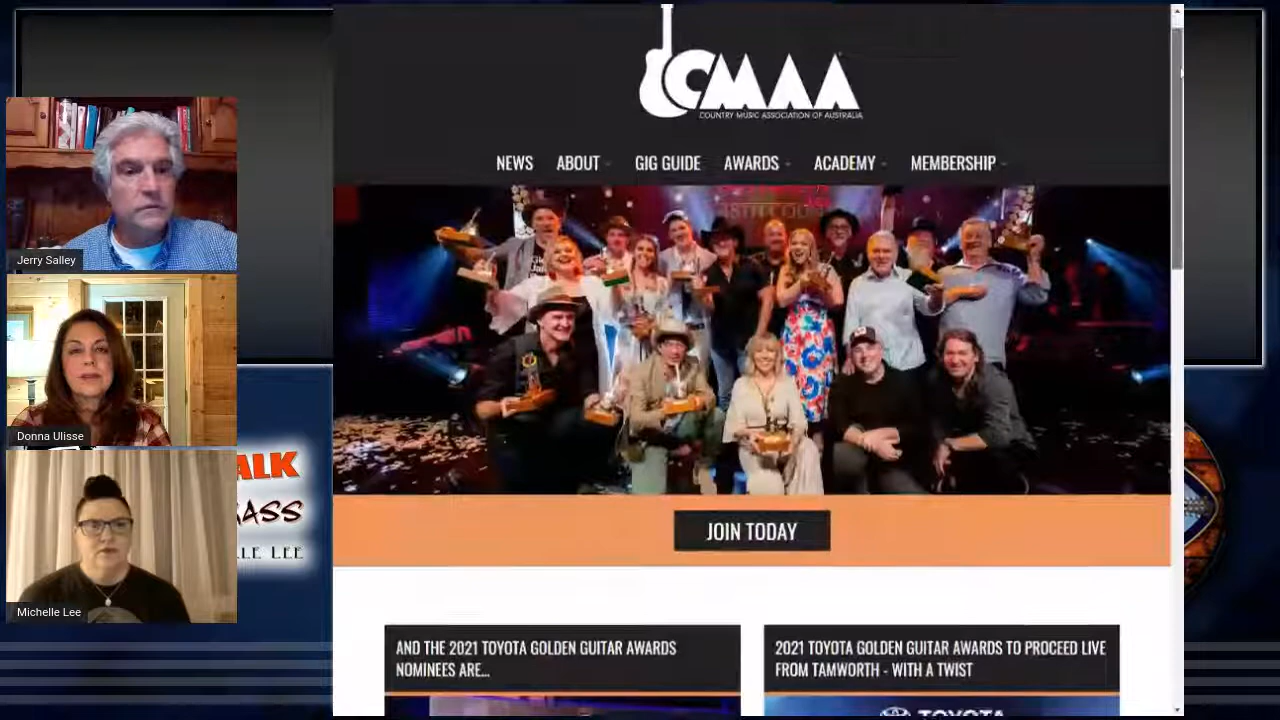 CMAA
COUNTRY MUSIC ASSOCIATION OF AUSTRALIA
NEWS ABOUT GIG GUIDE AWARDS ACADEMY MEMBERSHIP
JOIN TODAY
AND THE 2021 TOYOTA GOLDEN GUITAR AWARDS
NOMINEES ARE...
2021 TOYOTA GOLDEN GUITAR AWARDS TO PROCEED LIVE
FROM TAMWORTH - WITH A TWIST
TOYOTA
Jerry Salley
Donna Ulisse
Michelle Lee
ALK
ASS
LE LEE